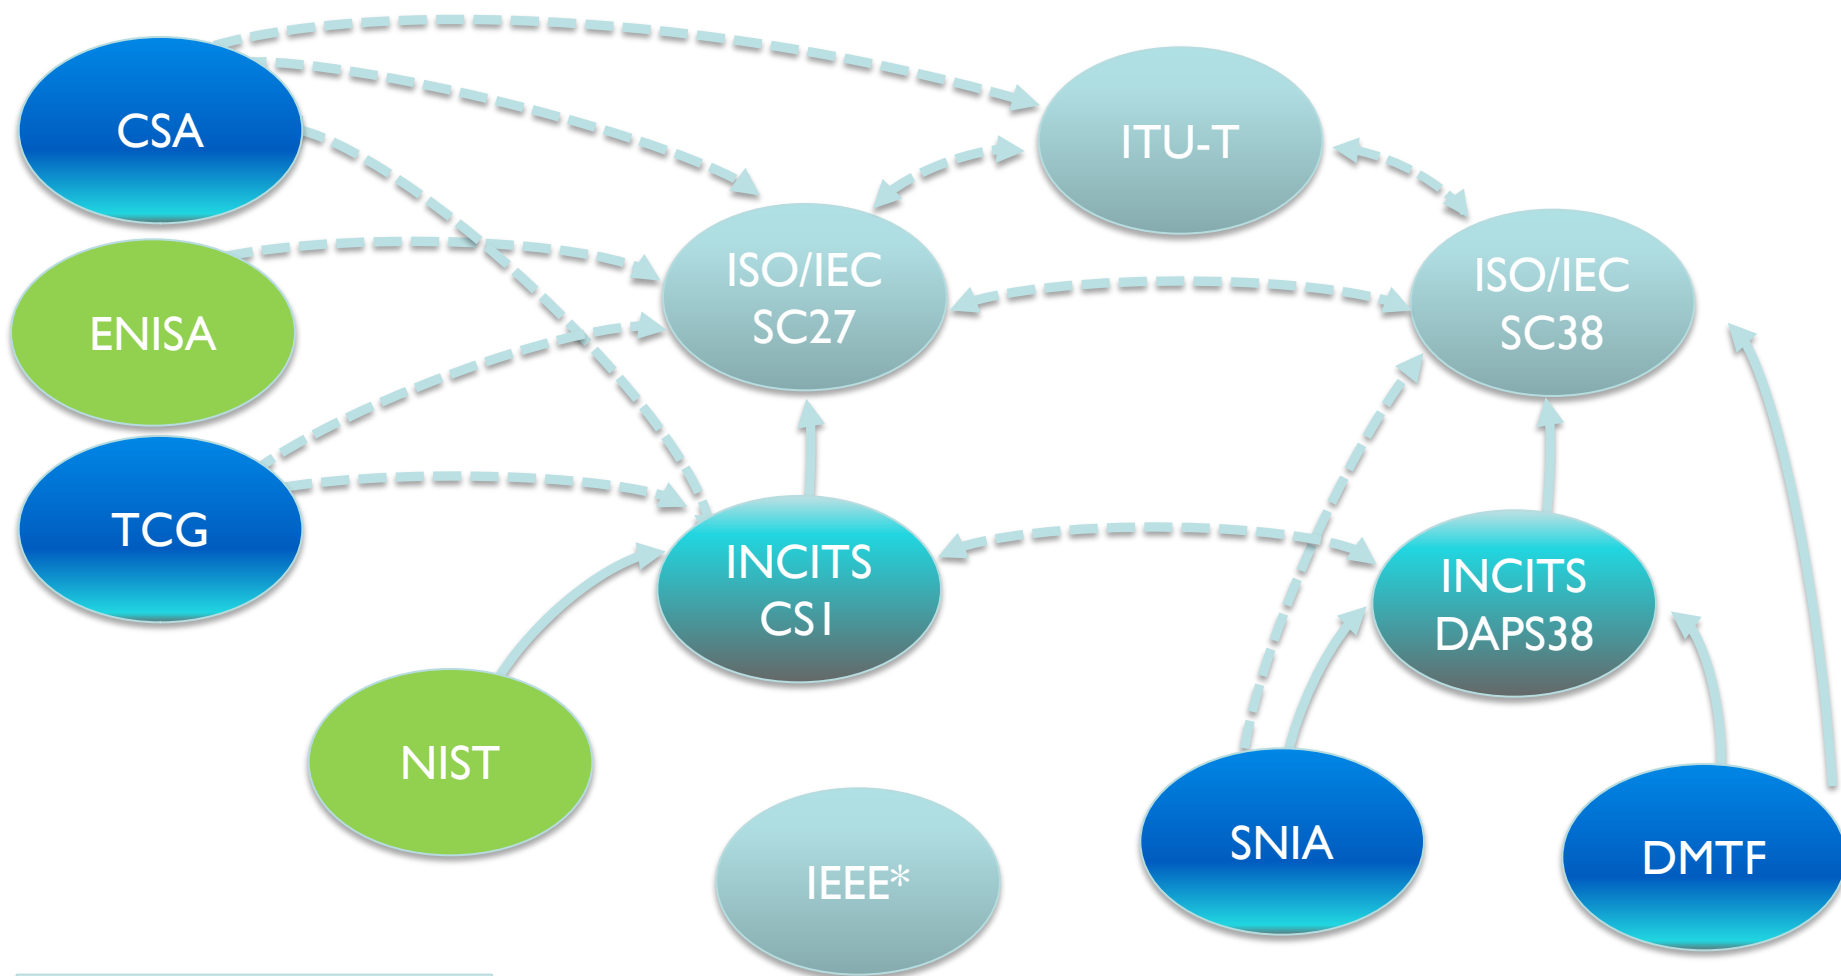 CSA
ITU-T
ISO/IEC
SC27
ISO/IEC
SC38
ENISA
TCG
INCITS
CS1
INCITS
DAPS38
NIST
SNIA
DMTF
IEEE*